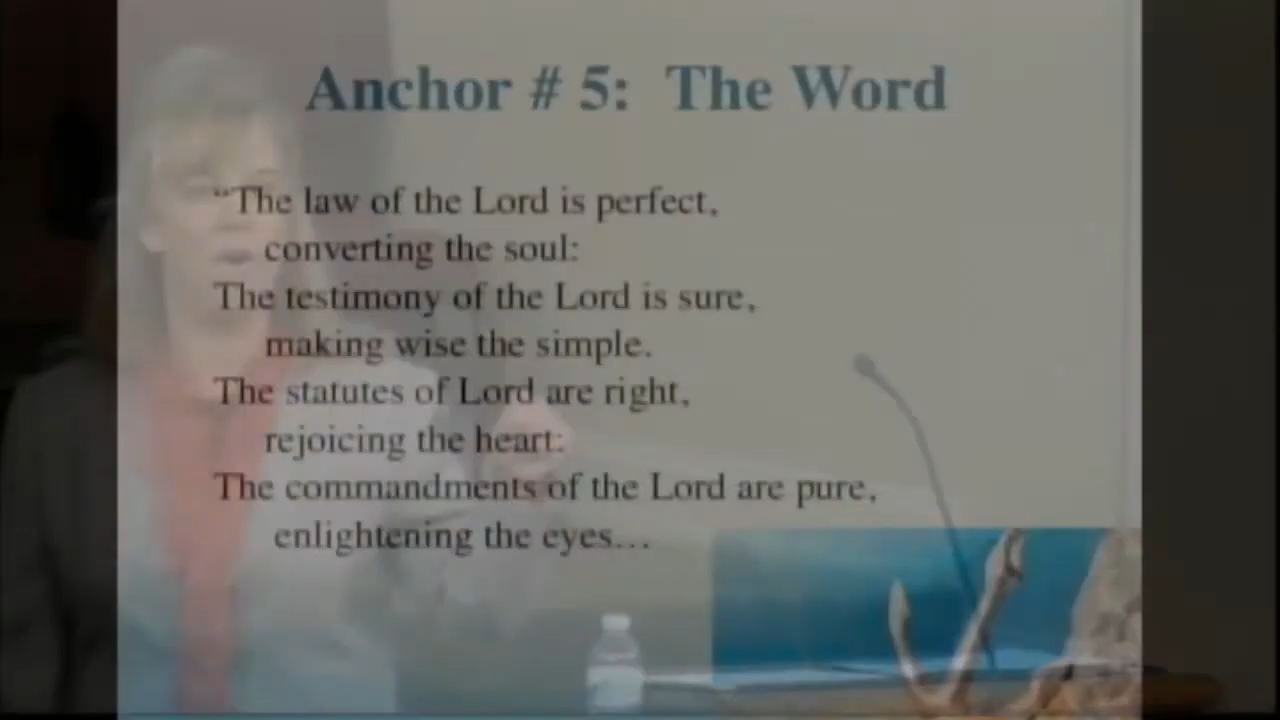 Anchor # 5: The Word
“The law of the Lord is perfect,
converting the soul:
The testimony of the Lord is sure,
making wise the simple.
The statutes of Lord are right,
rejoicing the heart:
The commandments of the Lord are pure,
enlightening the eyes…